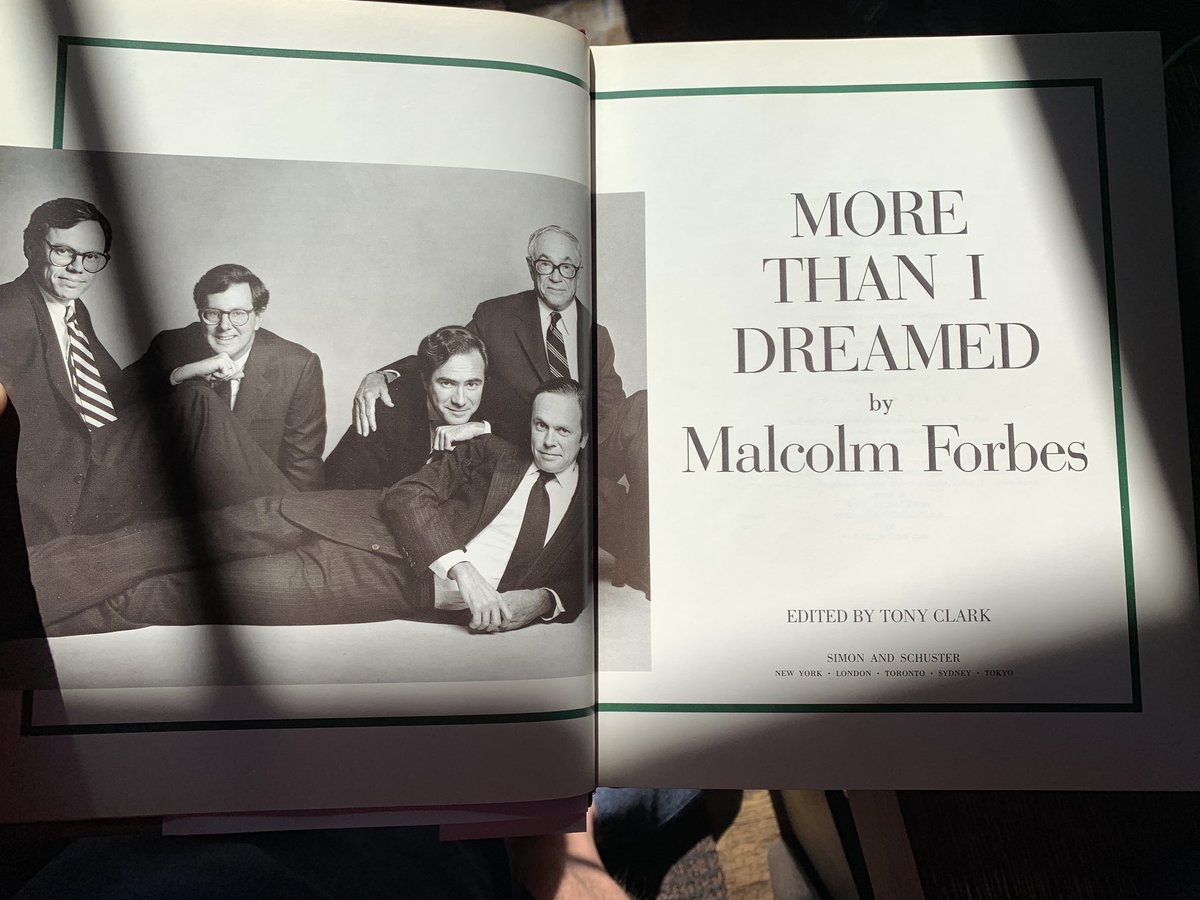 MORE
THAN I
DREAMED
by
Malcolm Forbes
EDITED BY TONY CLARK
SIMON AND SCHUSTER
NEW YORK · LONDON · TORONTO · SYDNEY · TOKYO